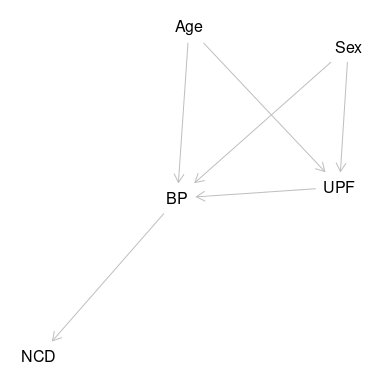 Age
Sex
BP
UPF
NCD